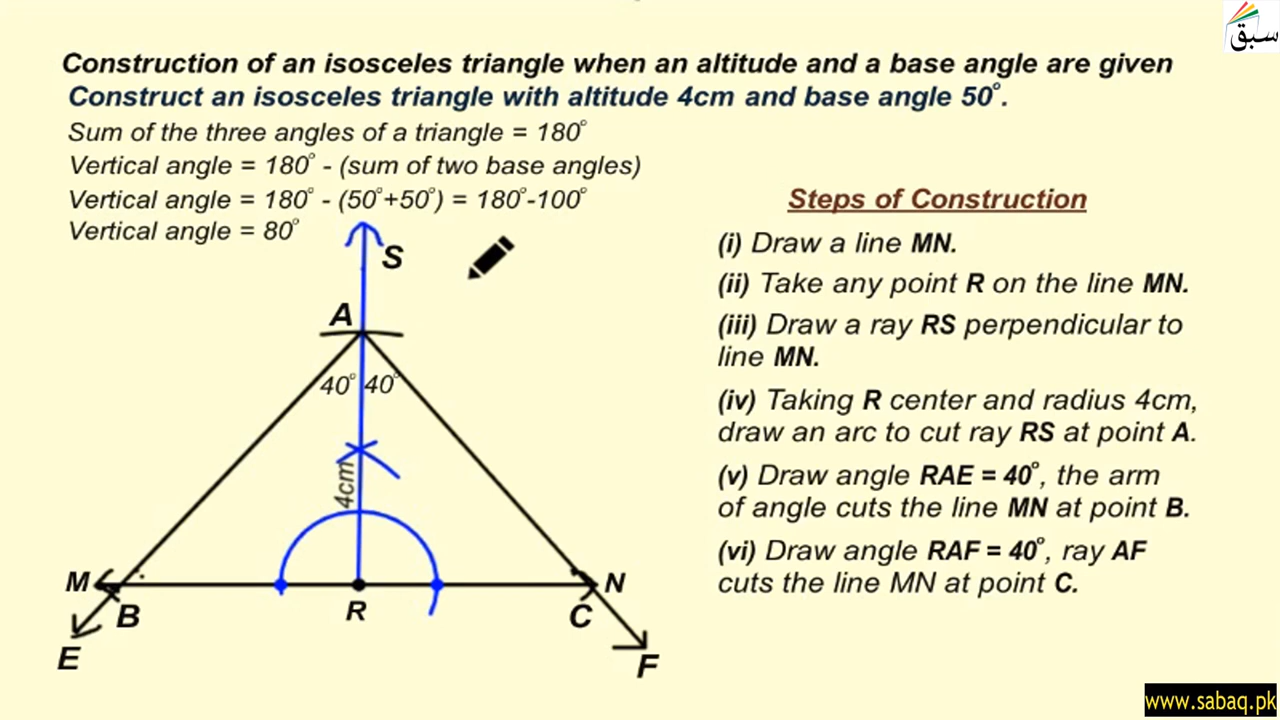 سبق
Construction of an isosceles triangle when an altitude and a base angle are given
Construct an isosceles triangle with altitude 4cm and base angle 50°.
Sum of the three angles of a triangle = 180°
Vertical angle = 180° - (sum of two base angles)
Vertical angle = 180° - (50°+50°) = 180°-100°
Vertical angle = 80°
S
A
40° 40°
4cm
M
N
B
R
C
E
F
Steps of Construction
(i) Draw a line MN.
(ii) Take any point R on the line MN.
(iii) Draw a ray RS perpendicular to
line MN.
(iv) Taking R center and radius 4cm,
draw an arc to cut ray RS at point A.
(v) Draw angle RAE = 40°, the arm
of angle cuts the line MN at point B.
(vi) Draw angle RAF = 40°, ray AF
cuts the line MN at point C.
www.sabaq.pk